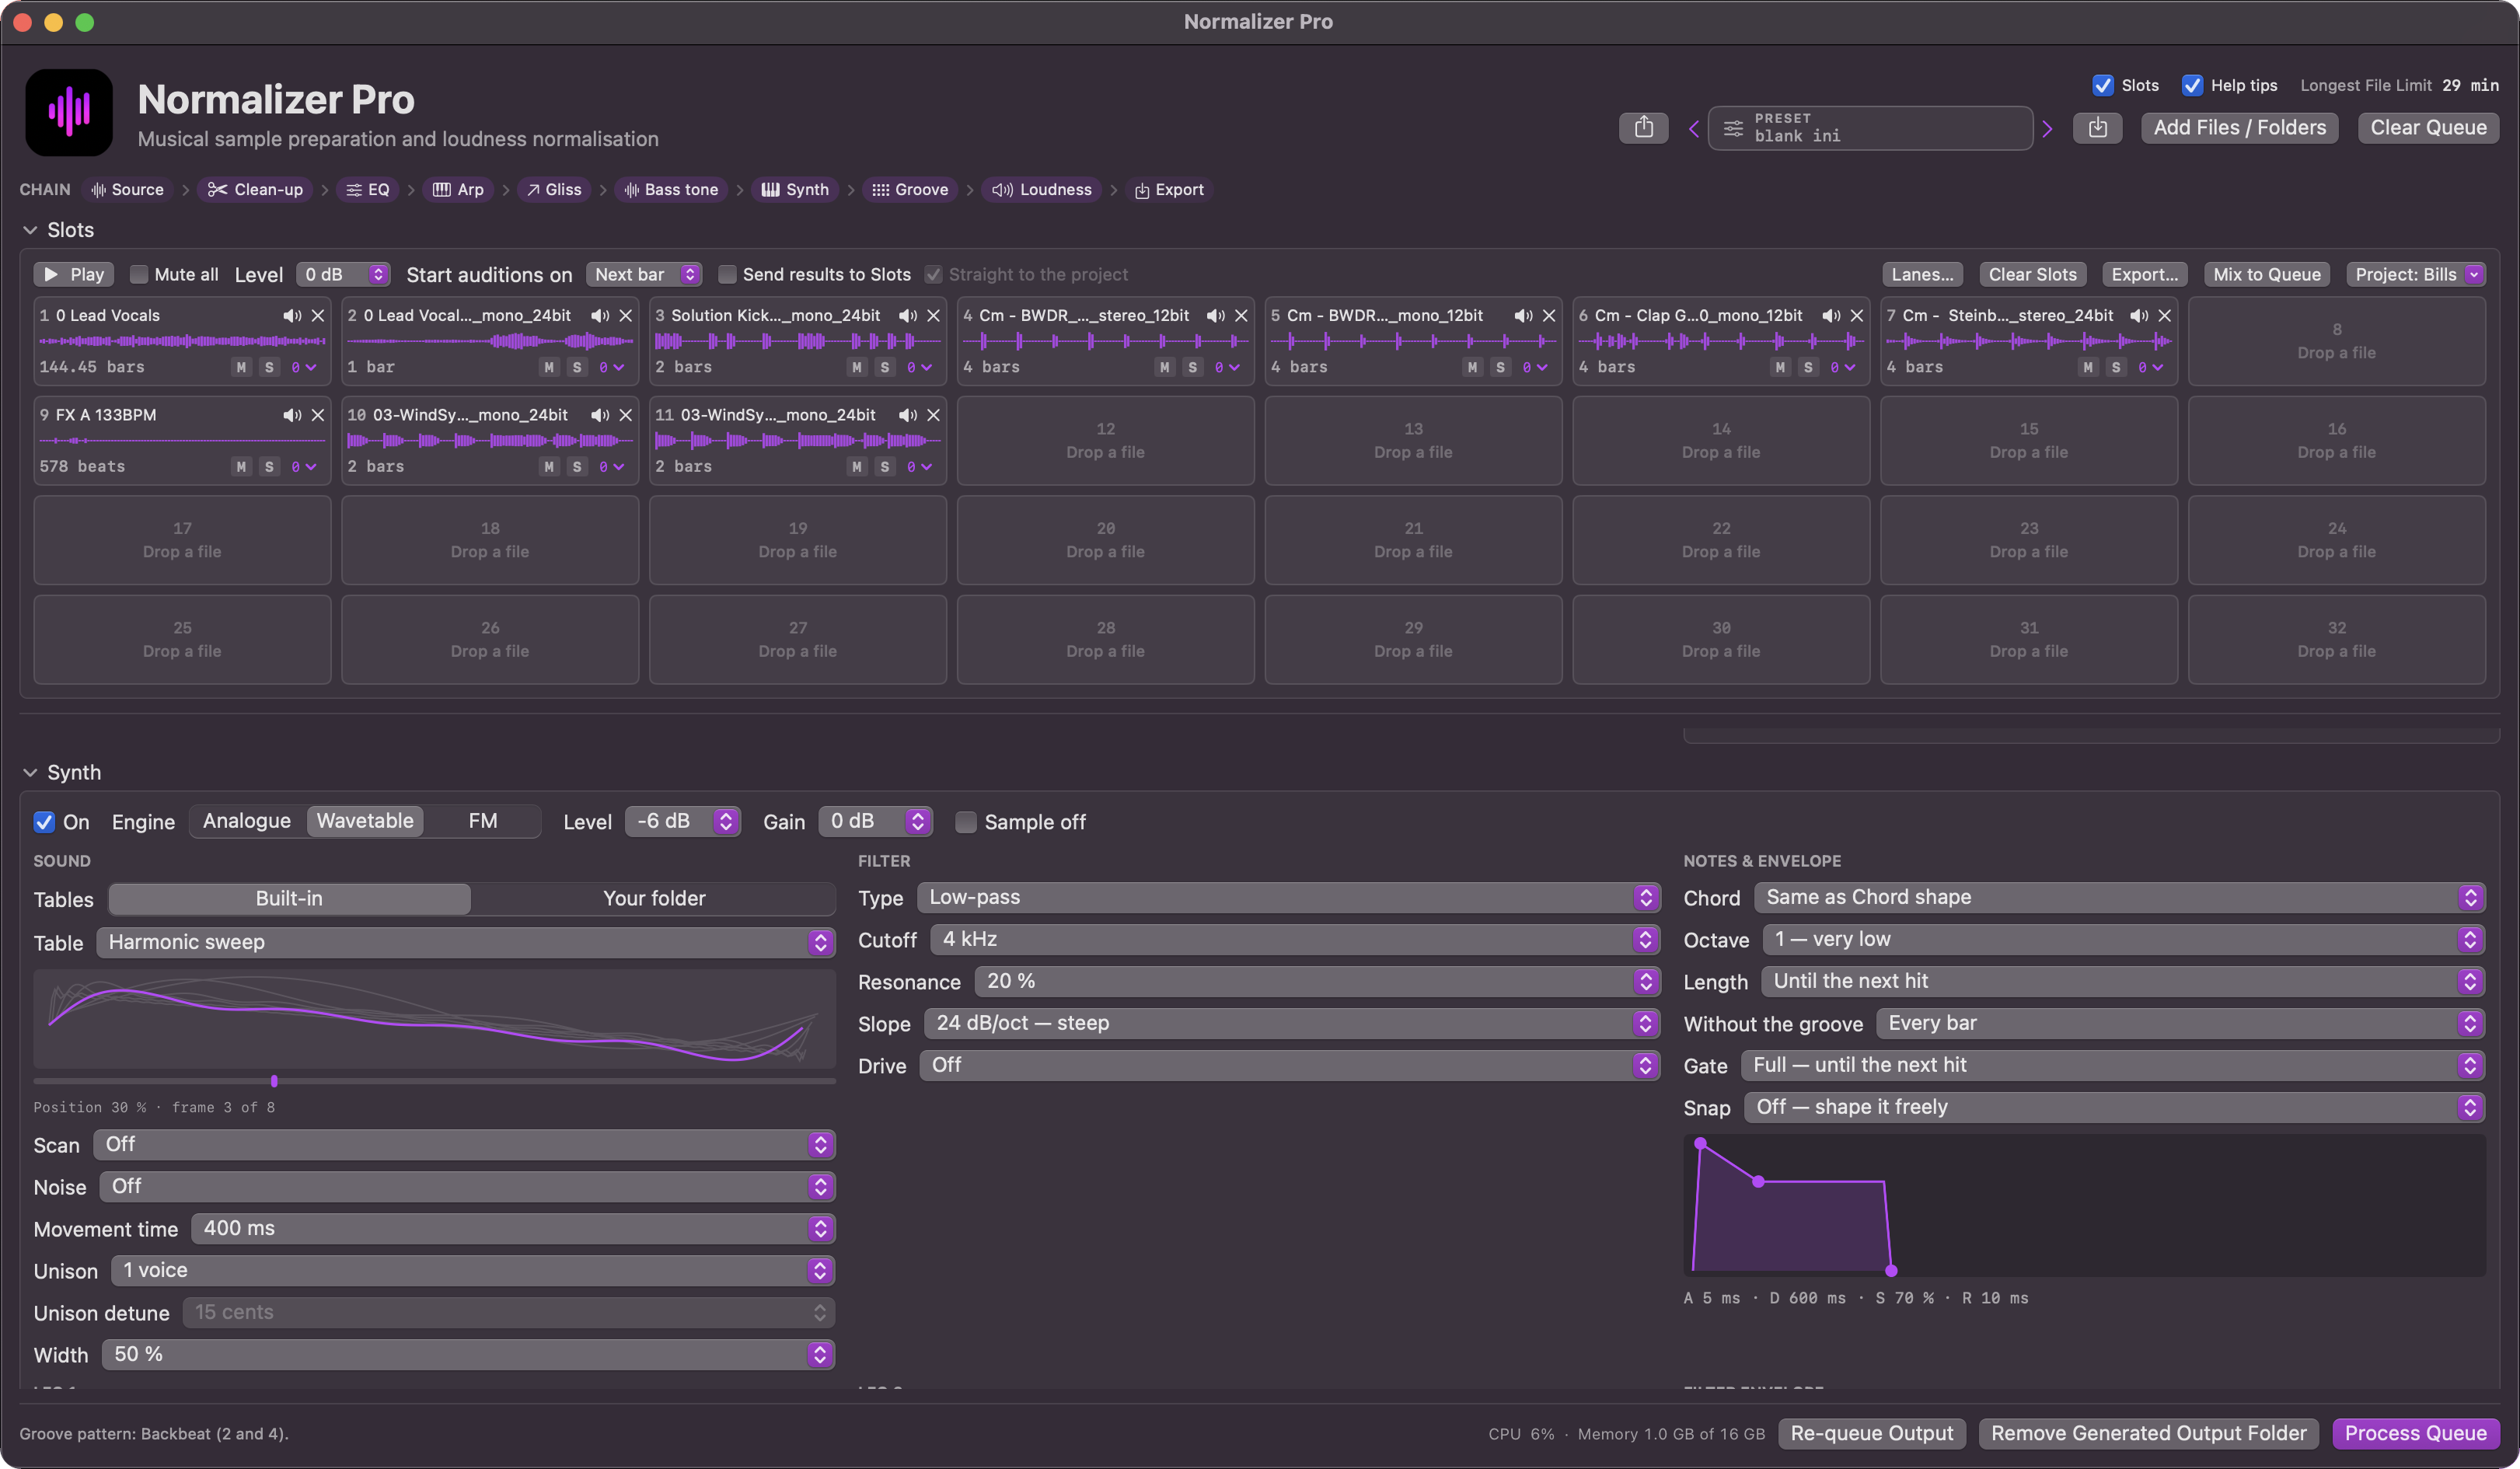 Normalizer Pro
Normalizer Pro
Musical sample preparation and loudness normalisation
Slots Help tips Longest File Limit 29 min
PRESET
blank ini
Add Files / Folders Clear Queue
CHAIN Source > Clean-up > EQ > Arp > Gliss > Bass tone > Synth > Groove > Loudness > Export
Slots
Play Mute all Level 0 dB Start auditions on Next bar Send results to Slots Straight to the project Lanes... Clear Slots Export... Mix to Queue Project: Bills
1 0 Lead Vocals
144.45 bars M S 0
2 0 Lead Vocal..._mono_24bit
1 bar M S 0
3 Solution Kick..._mono_24bit
2 bars M S 0
4 Cm - BWDR_..._stereo_12bit
4 bars M S 0
5 Cm - BWDR..._mono_12bit
4 bars M S 0
6 Cm - Clap G...0_mono_12bit
4 bars M S 0
7 Cm - Steinb..._stereo_24bit
4 bars M S 0
8
Drop a file
9 FX A 133BPM
578 beats M S 0
10 03-WindSy..._mono_24bit
2 bars M S 0
11 03-WindSy..._mono_24bit
2 bars M S 0
12
Drop a file
13
Drop a file
14
Drop a file
15
Drop a file
16
Drop a file
17
Drop a file
18
Drop a file
19
Drop a file
20
Drop a file
21
Drop a file
22
Drop a file
23
Drop a file
24
Drop a file
25
Drop a file
26
Drop a file
27
Drop a file
28
Drop a file
29
Drop a file
30
Drop a file
31
Drop a file
32
Drop a file
Synth
On Engine Analogue Wavetable FM Level -6 dB Gain 0 dB Sample off
SOUND
Tables Built-in Your folder
Table Harmonic sweep
Position 30 % · frame 3 of 8
Scan Off
Noise Off
Movement time 400 ms
Unison 1 voice
Unison detune 15 cents
Width 50 %
FILTER
Type Low-pass
Cutoff 4 kHz
Resonance 20 %
Slope 24 dB/oct — steep
Drive Off
NOTES & ENVELOPE
Chord Same as Chord shape
Octave 1 — very low
Length Until the next hit
Without the groove Every bar
Gate Full — until the next hit
Snap Off — shape it freely
A 5 ms · D 600 ms · S 70 % · R 10 ms
Groove pattern: Backbeat (2 and 4).
CPU 6% · Memory 1.0 GB of 16 GB
Re-queue Output Remove Generated Output Folder Process Queue